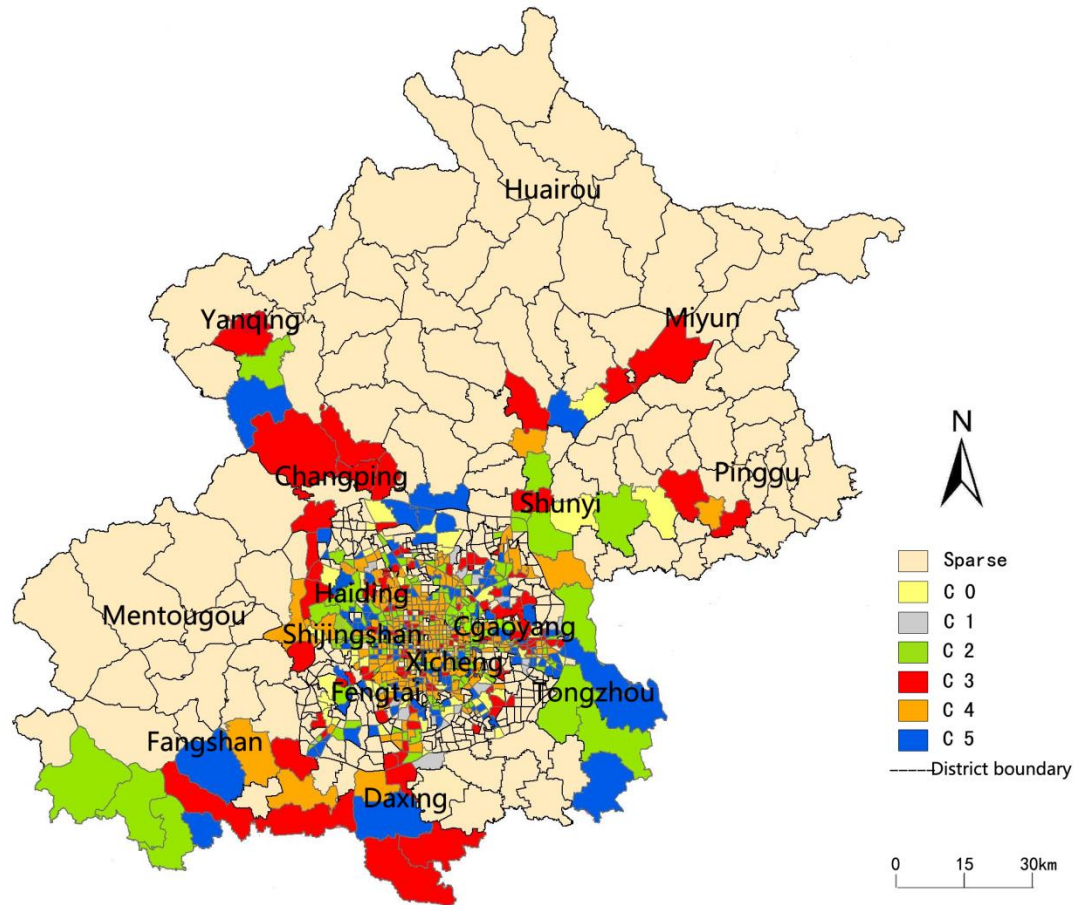 Huairou
Yanqing
Miyun
Changping
Pinggu
Shunyi
Haiding
Mentougou
Shijingshan
Cgaoyang
Xicheng
Fengtai
Tongzhou
Fangshan
Daxing
N
Sparse
C 0
C 1
C 2
C 3
C 4
C 5
District boundary
0 15 30km